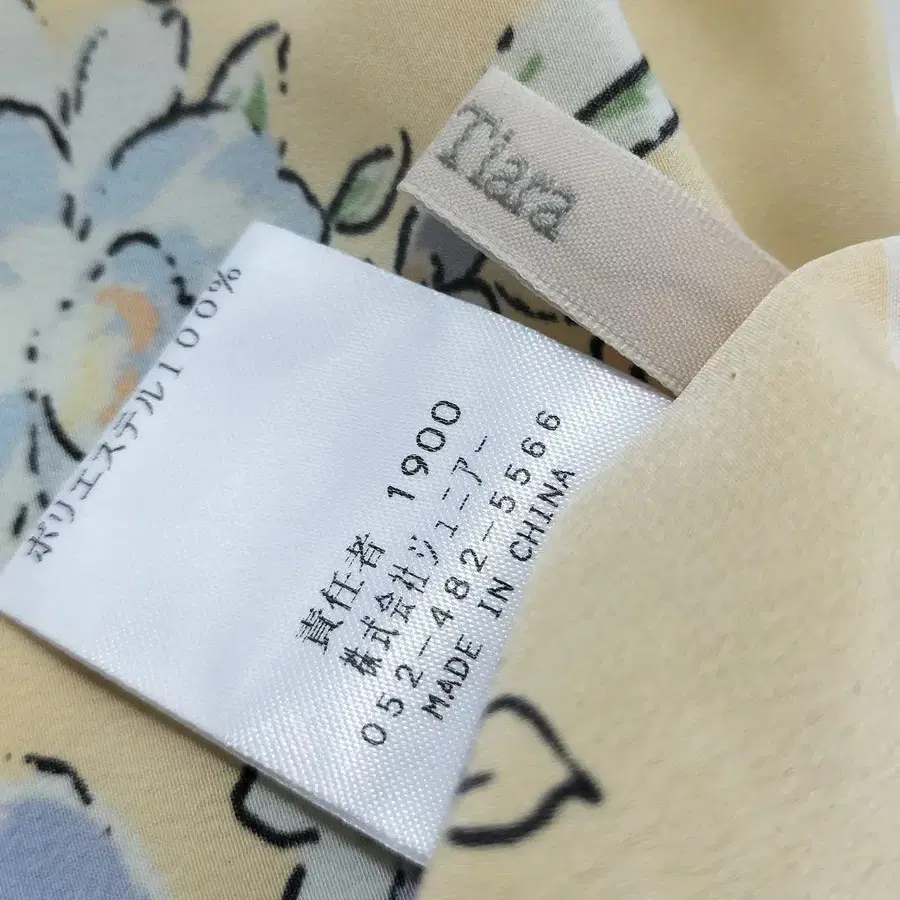 Tiara
ポリエステル100%
責任者 1900
株式会社ジュニアー
052-482-5566
MADE IN CHINA